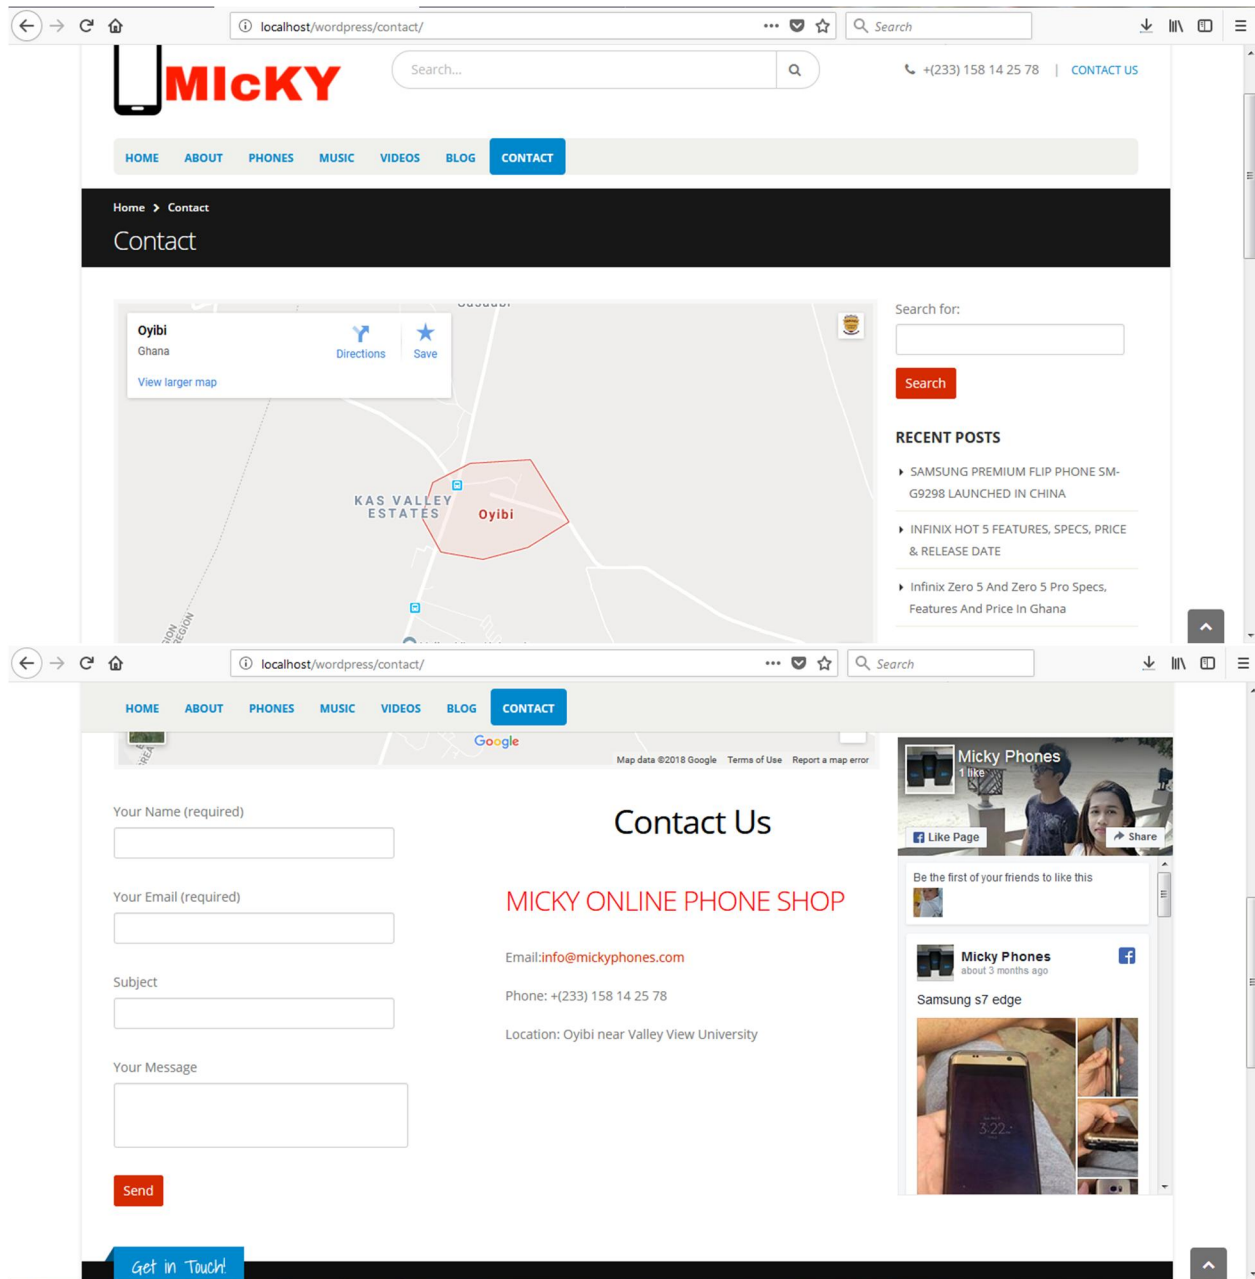 localhost/wordpress/contact/
Search
MIcKY
Search...
+(233) 158 14 25 78 | CONTACT US
HOME ABOUT PHONES MUSIC VIDEOS BLOG CONTACT
Home > Contact
Contact
Oyibi
Ghana
View larger map
Directions
Save
KAS VALLEY
ESTATES
Oyibi
REGION
Search for:
Search
RECENT POSTS
SAMSUNG PREMIUM FLIP PHONE SM-
G9298 LAUNCHED IN CHINA
INFINIX HOT 5 FEATURES, SPECS, PRICE
& RELEASE DATE
Infinix Zero 5 And Zero 5 Pro Specs,
Features And Price In Ghana
localhost/wordpress/contact/
Search
HOME ABOUT PHONES MUSIC VIDEOS BLOG CONTACT
Google
Map data ©2018 Google Terms of Use Report a map error
Your Name (required)
Your Email (required)
Subject
Your Message
Send
Contact Us
MICKY ONLINE PHONE SHOP
Email:info@mickyphones.com
Phone: +(233) 158 14 25 78
Location: Oyibi near Valley View University
Micky Phones
1 like
Like Page
Share
Be the first of your friends to like this
Micky Phones
about 3 months ago
Samsung s7 edge
3:22
Get in Touch!